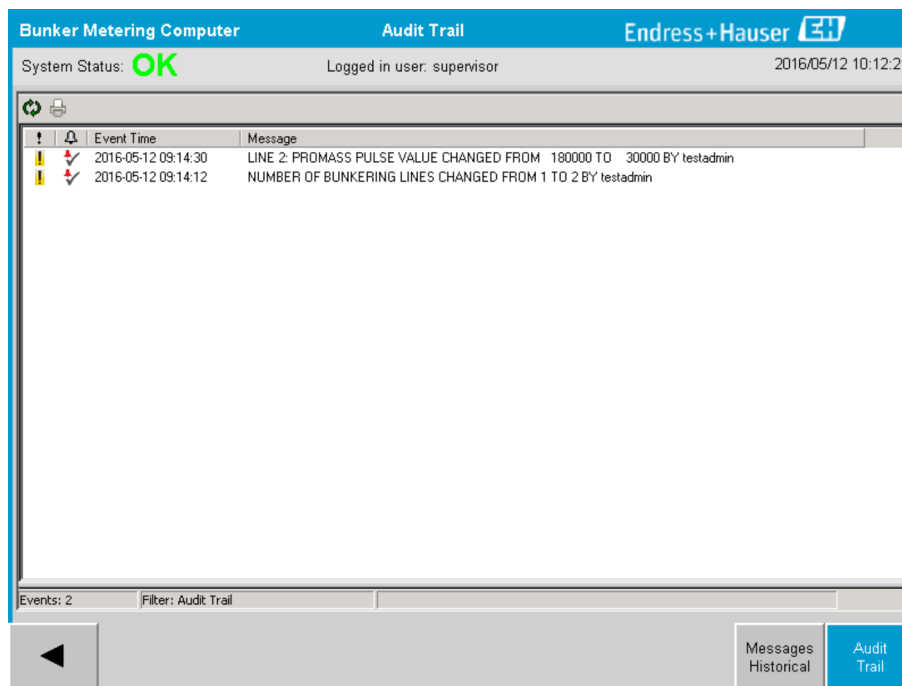 Bunker Metering Computer Audit Trail Endress+Hauser EH
System Status: OK Logged in user: supervisor 2016/05/12 10:12:2
! Event Time Message
! 2016-05-12 09:14:30 LINE 2: PROMASS PULSE VALUE CHANGED FROM 180000 TO 30000 BY testadmin
! 2016-05-12 09:14:12 NUMBER OF BUNKERING LINES CHANGED FROM 1 TO 2 BY testadmin
Events: 2 Filter: Audit Trail
Messages Audit
Historical Trail